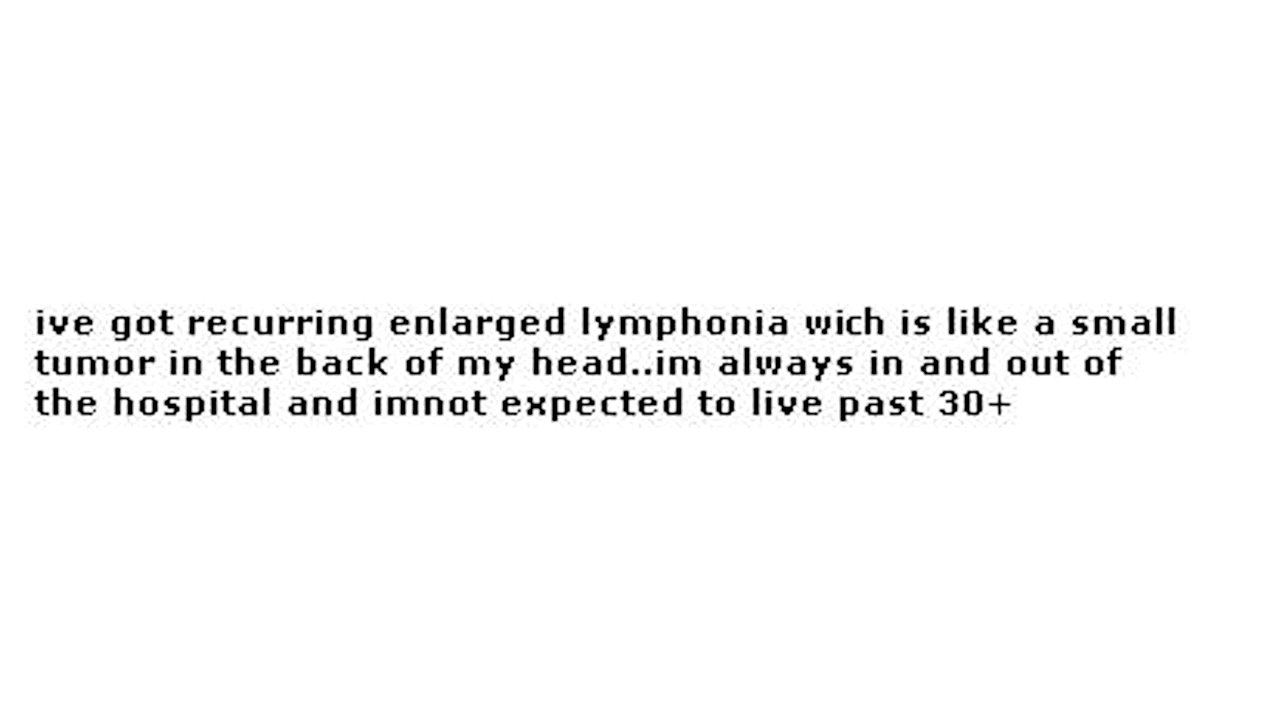 ive got recurring enlarged lymphonia wich is like a small
tumor in the back of my head..im always in and out of
the hospital and imnot expected to live past 30+